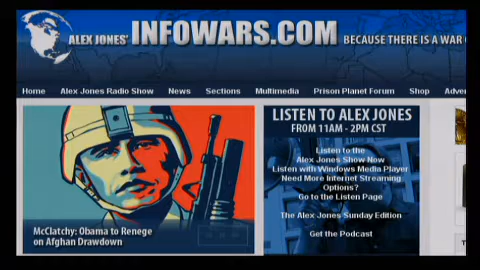 ALEX JONES' INFOWARS.COM BECAUSE THERE IS A WAR
Home Alex Jones Radio Show News Sections Multimedia Prison Planet Forum Shop
LISTEN TO ALEX JONES
FROM 11AM - 2PM CST
Listen to the
Alex Jones Show Now
Listen with Windows Media Player
Need More Internet Streaming
Options?
Go to the Listen Page
The Alex Jones Sunday Edition
Get the Podcast
McClatchy: Obama to Renege
on Afghan Drawdown